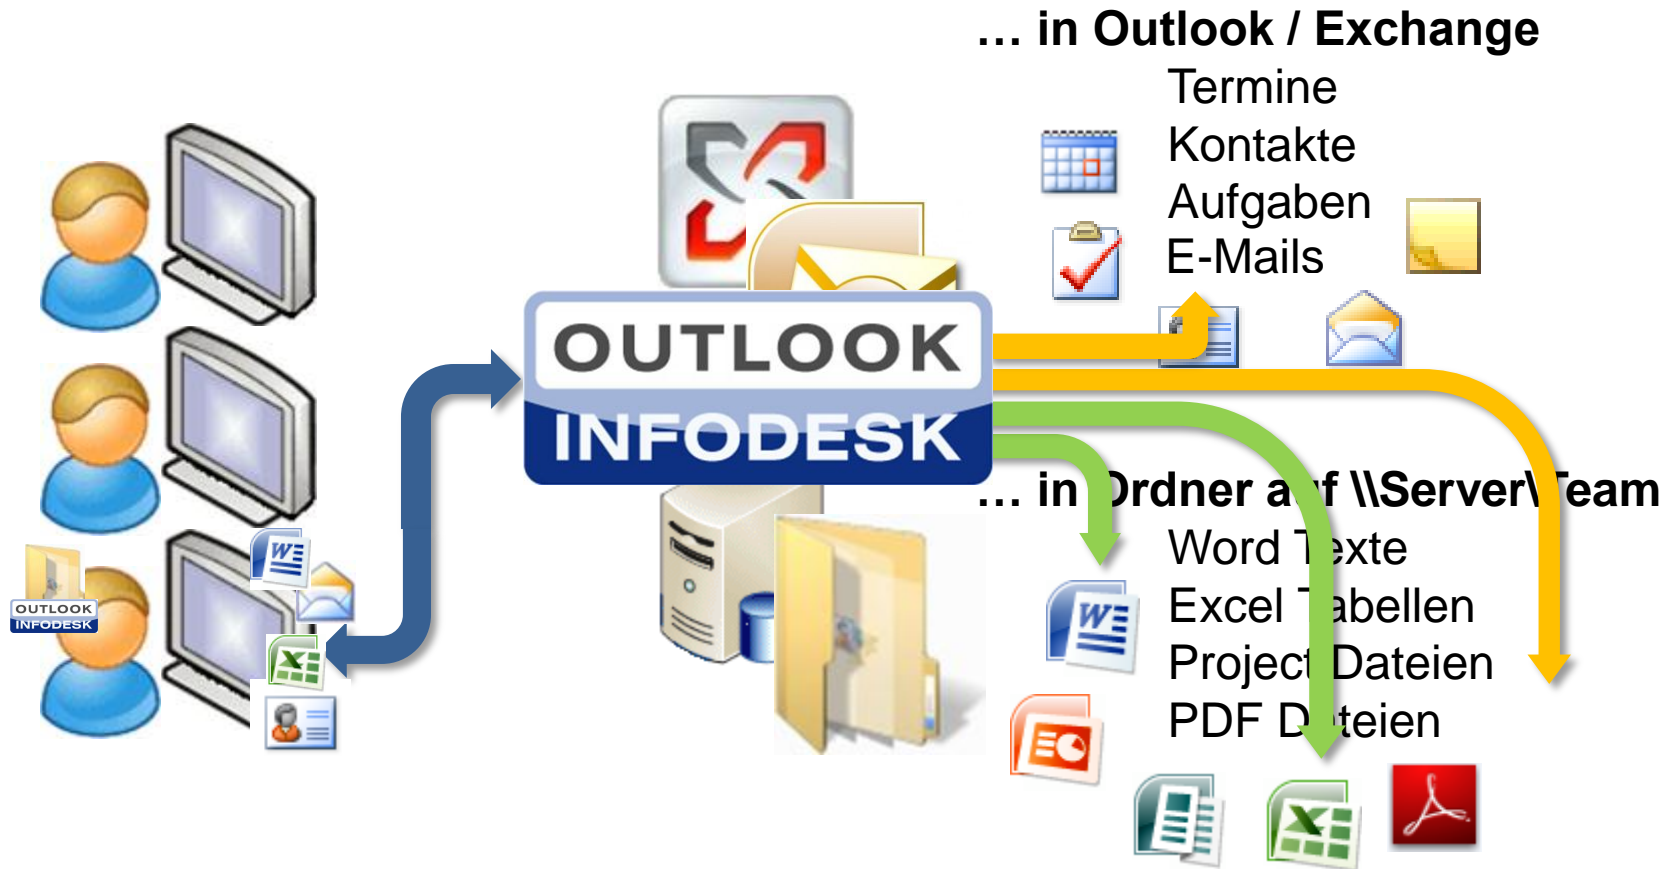 … in Outlook / Exchange
Termine
Kontakte
Aufgaben
E-Mails
OUTLOOK
INFODESK
… in Ordner auf \\Server\Team
Word Texte
Excel Tabellen
Project Dateien
PDF Dateien
OUTLOOK
INFODESK